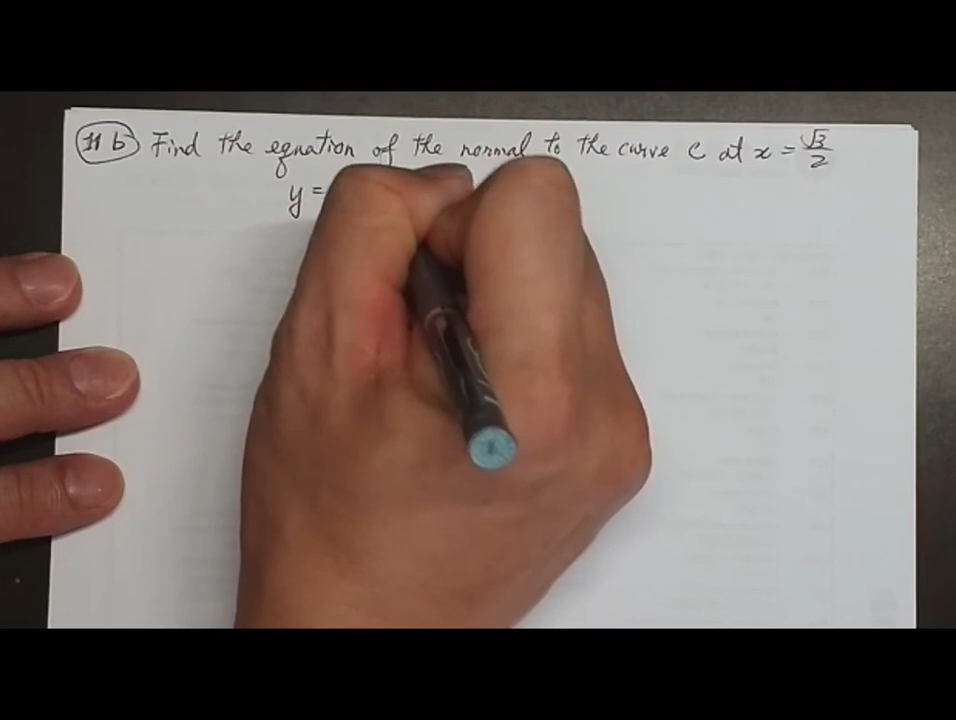 11 b Find the equation of the normal to the curve C at x = √3/2
y =